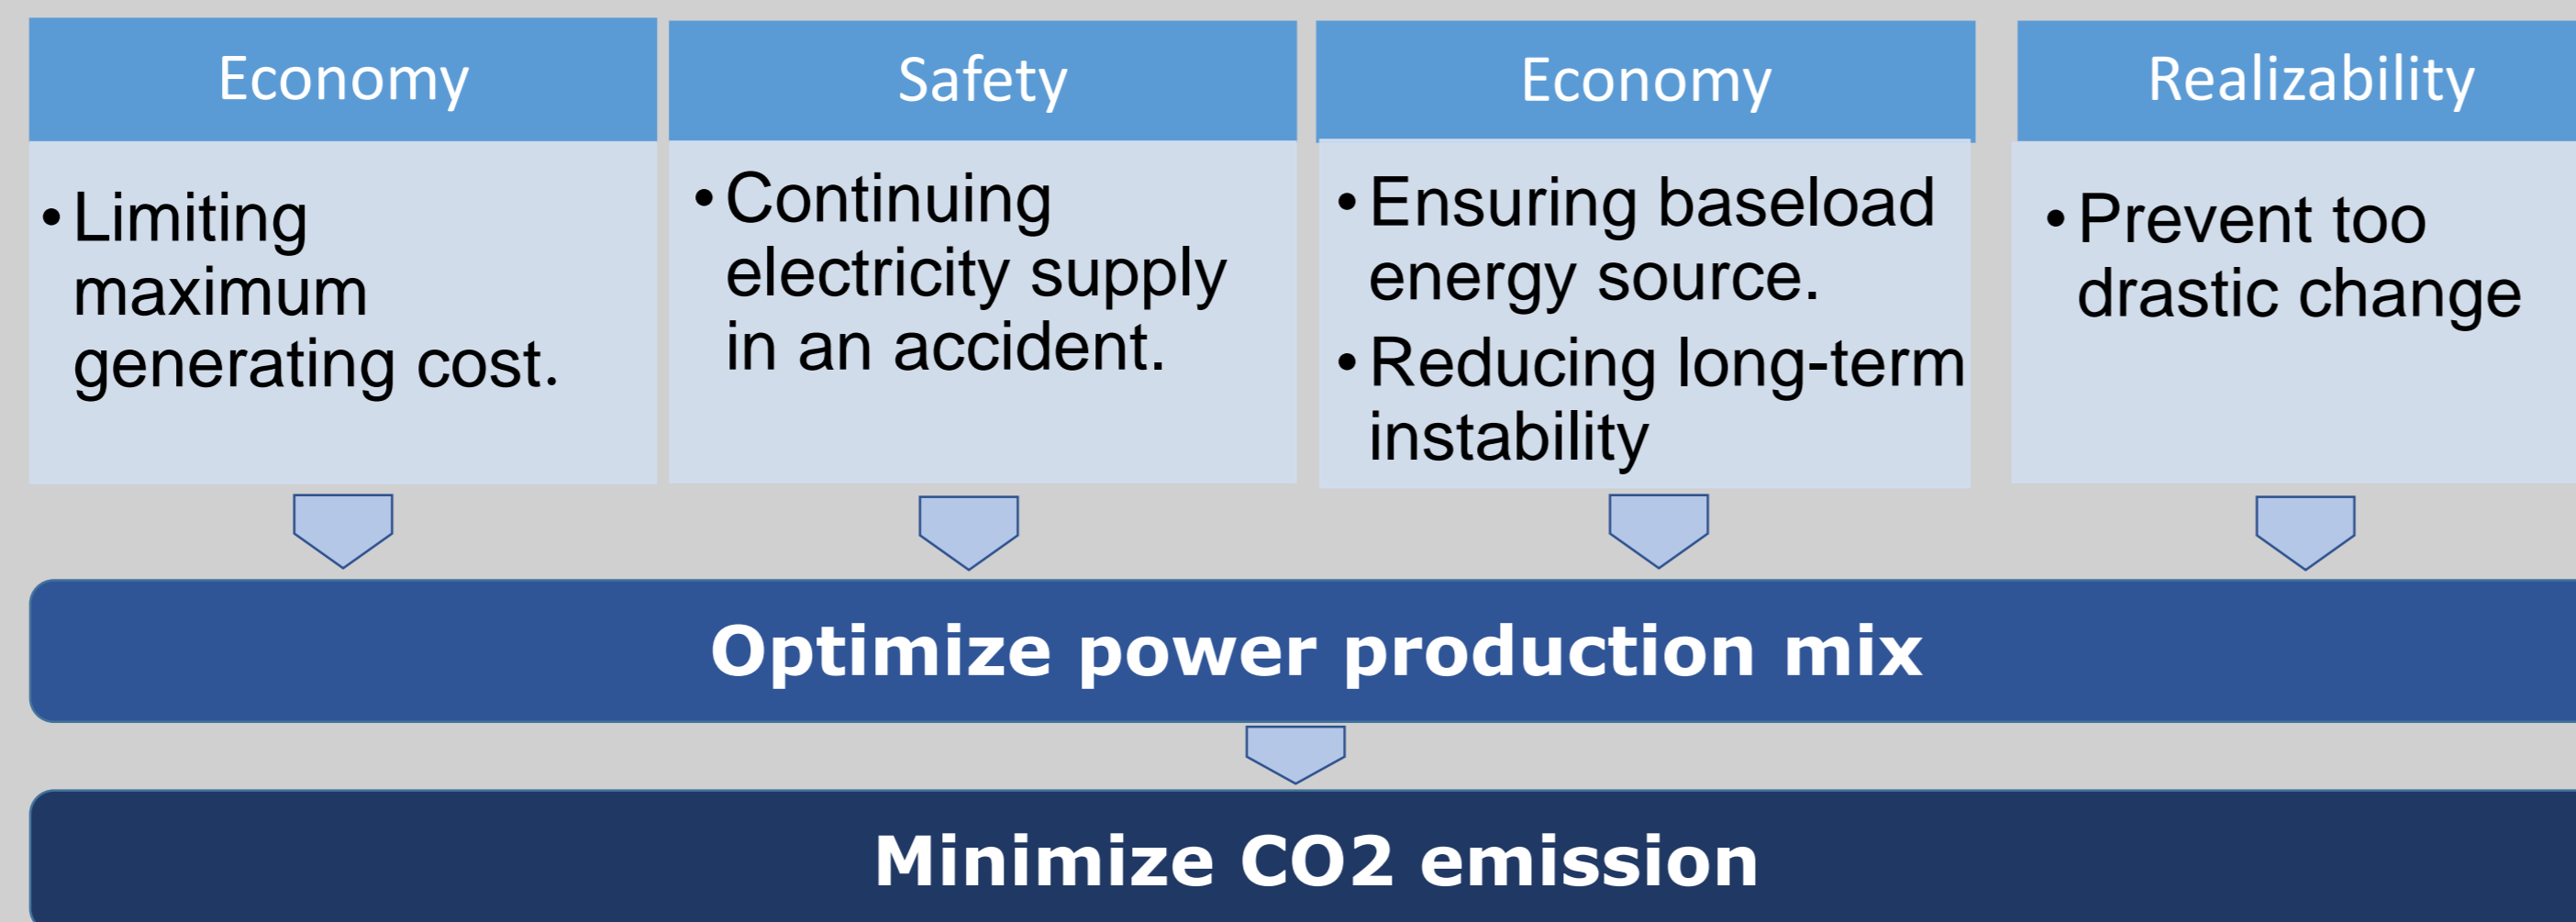 Economy
• Limiting
maximum
generating cost.
Safety
• Continuing
electricity supply
in an accident.
Economy
• Ensuring baseload
energy source.
• Reducing long-term
instability
Realizability
• Prevent too
drastic change
Optimize power production mix
Minimize CO2 emission